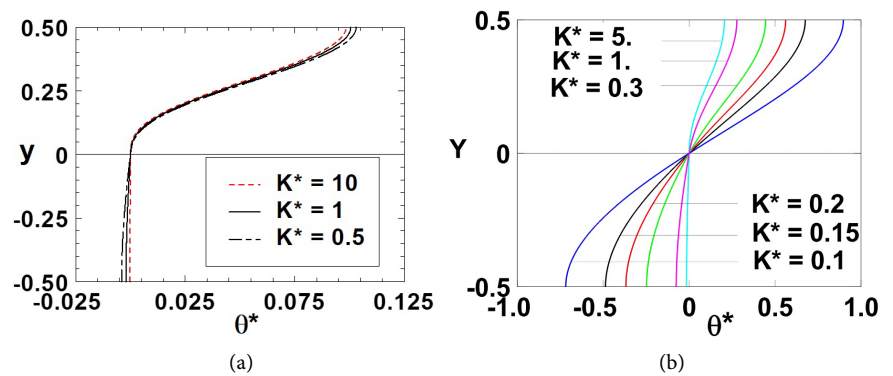 0.50
0.25
y
0
K* = 10
K* = 1
K* = 0.5
-0.25
-0.50
-0.025 0.025 0.075 0.125
θ*
(a)
0.5
K* = 5.
K* = 1.
K* = 0.3
Y
0
K* = 0.2
K* = 0.15
K* = 0.1
-0.5
-1.0 -0.5 0 0.5 1.0
θ*
(b)